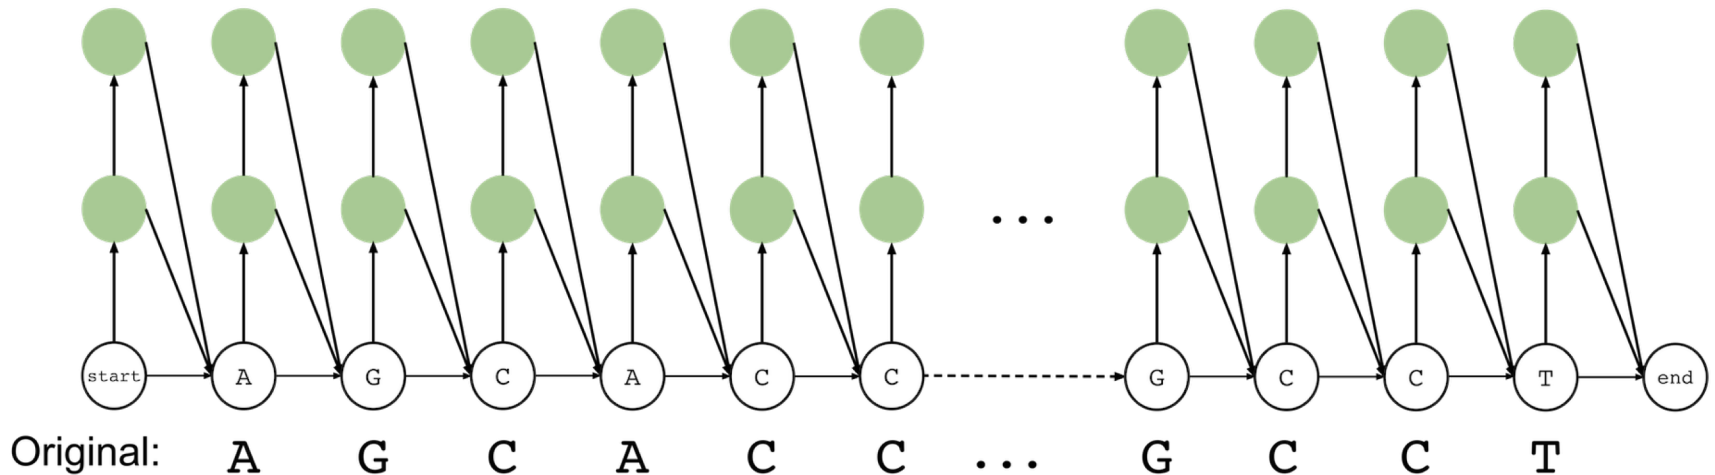 ...
start A G C A C C G C C T end
Original: A G C A C C ... G C C T